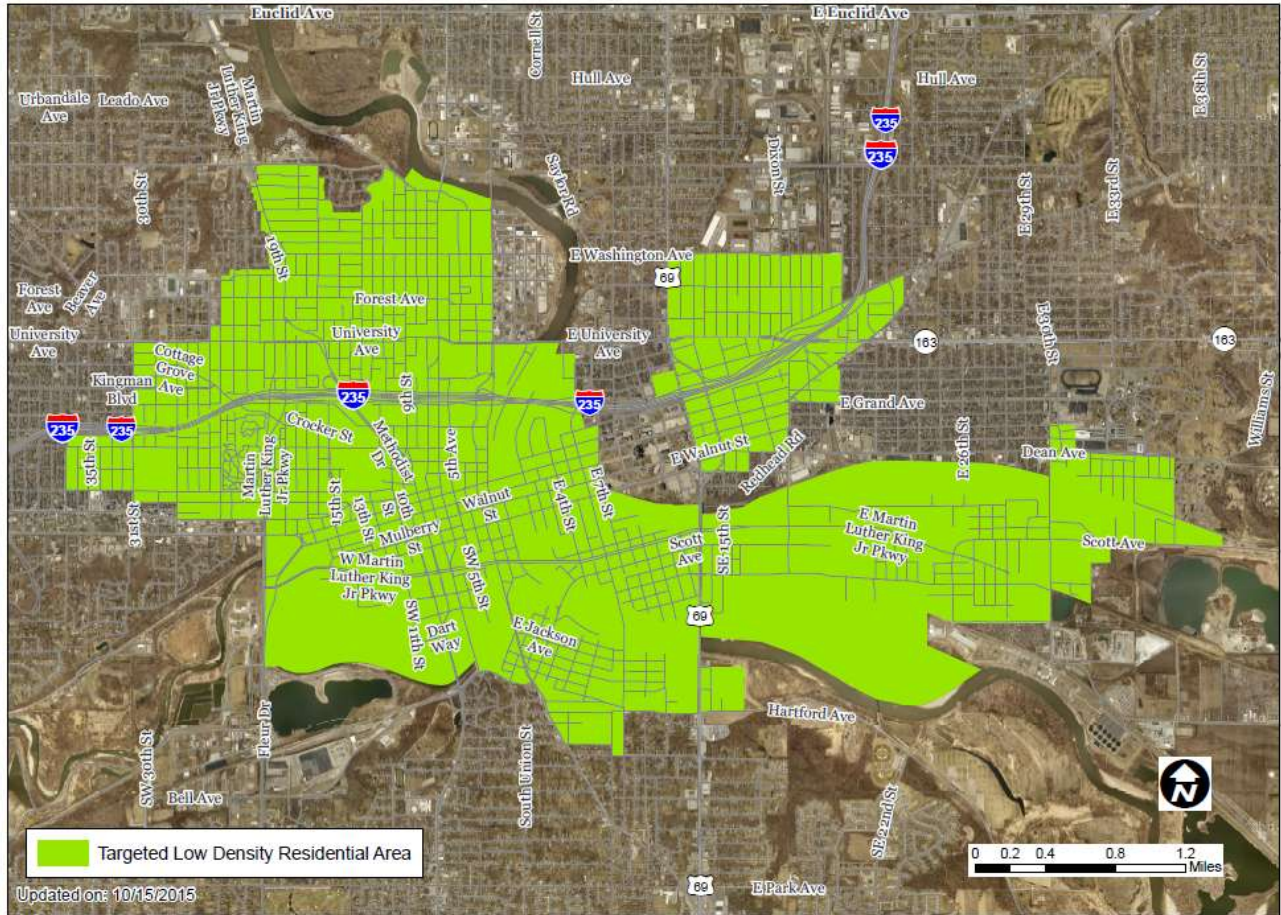 Euclid Ave
E Euclid Ave
Cornell St
Hull Ave
Hull Ave
Urbandale
Ave
Leado Ave
Martin
Luther King
Jr Pkwy
E 38th St
235
235
Dixon St
Saylor Rd
30th St
E 29th St
E 33rd St
19th St
E Washington Ave
69
Forest
Ave
Beaver
Ave
Forest Ave
University
Ave
University
Ave
E University
Ave
163
E 30th St
163
Cottage
Grove
Ave
Kingman
Blvd
235
9th St
235
E Grand Ave
Williams St
235
235
Crocker St
Methodist
Dr
5th Ave
E Walnut St
Redhead Rd
E 26th St
Dean Ave
35th St
Martin
Luther King
Jr Pkwy
31st St
15th St
13th St
10th
St
Walnut
St
Mulberry
St
E 4th St
E 7th St
Scott
Ave
SE 15th St
E Martin
Luther King
Jr Pkwy
Scott Ave
W Martin
Luther King
Jr Pkwy
SW 5th St
SW 11th St
Dart
Way
E Jackson
Ave
69
Hartford Ave
SW 30th St
Fleur Dr
Bell Ave
South Union St
SE 22nd St
N
Targeted Low Density Residential Area
0 0.2 0.4 0.8 1.2
Miles
Updated on: 10/15/2015
69
E Park Ave